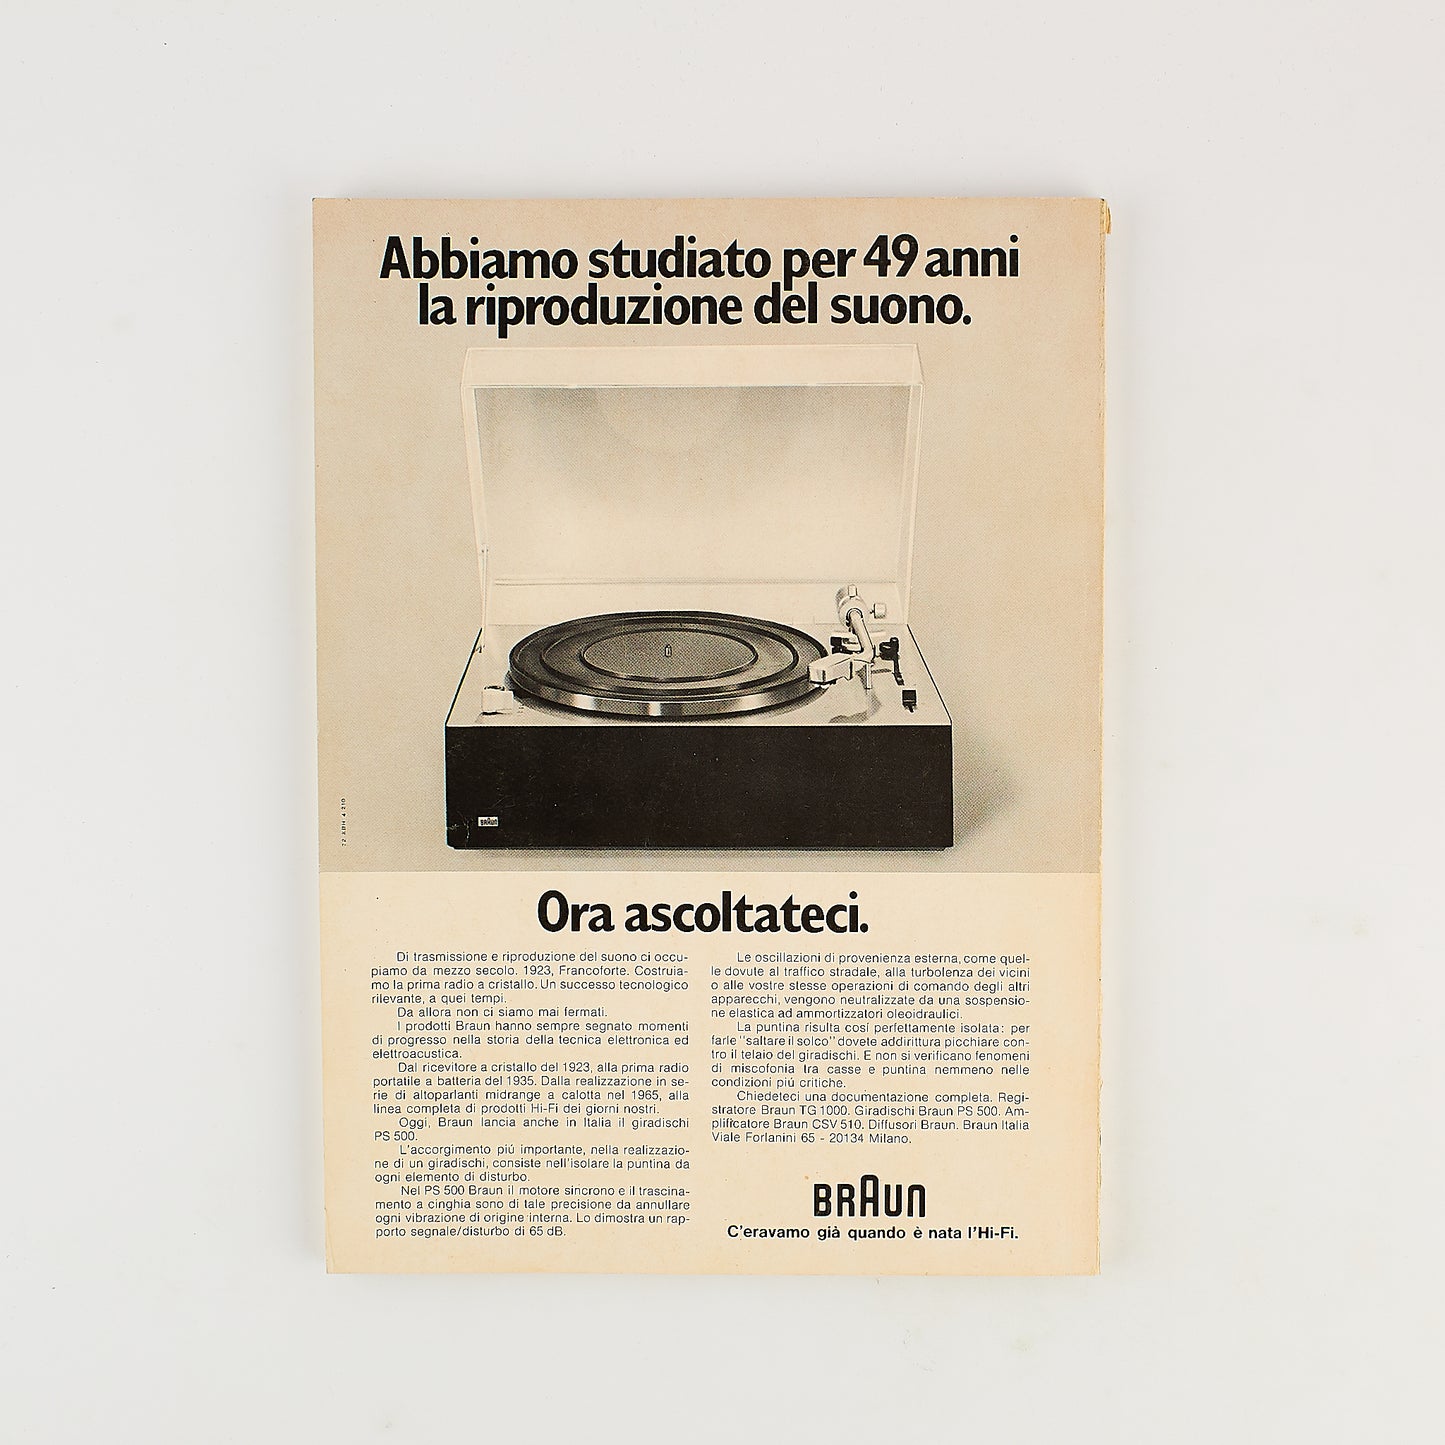 Abbiamo studiato per 49 anni
la riproduzione del suono.
BRAUN
72 ABH 4 210
Ora ascoltateci.
Di trasmissione e riproduzione del suono ci occu-
piamo da mezzo secolo. 1923, Francoforte. Costruia-
mo la prima radio a cristallo. Un successo tecnologico
rilevante, a quei tempi.
Da allora non ci siamo mai fermati.
I prodotti Braun hanno sempre segnato momenti
di progresso nella storia della tecnica elettronica ed
elettroacustica.
Dal ricevitore a cristallo del 1923, alla prima radio
portatile a batteria del 1935. Dalla realizzazione in se-
rie di altoparlanti midrange a calotta nel 1965, alla
linea completa di prodotti Hi-Fi dei giorni nostri.
Oggi, Braun lancia anche in Italia il giradischi
PS 500.
L'accorgimento piú importante, nella realizzazio-
ne di un giradischi, consiste nell'isolare la puntina da
ogni elemento di disturbo.
Nel PS 500 Braun il motore sincrono e il trascina-
mento a cinghia sono di tale precisione da annullare
ogni vibrazione di origine interna. Lo dimostra un rap-
porto segnale/disturbo di 65 dB.
Le oscillazioni di provenienza esterna, come quel-
le dovute al traffico stradale, alla turbolenza dei vicini
o alle vostre stesse operazioni di comando degli altri
apparecchi, vengono neutralizzate da una sospensio-
ne elastica ad ammortizzatori oleoidraulici.
La puntina risulta cosí perfettamente isolata: per
farle "saltare il solco" dovete addirittura picchiare con-
tro il telaio del giradischi. E non si verificano fenomeni
di miscofonia tra casse e puntina nemmeno nelle
condizioni piú critiche.
Chiedeteci una documentazione completa. Regi-
stratore Braun TG 1000. Giradischi Braun PS 500. Am-
plificatore Braun CSV 510. Diffusori Braun. Braun Italia
Viale Forlanini 65 - 20134 Milano.
BRAUN
C'eravamo già quando è nata l'Hi-Fi.